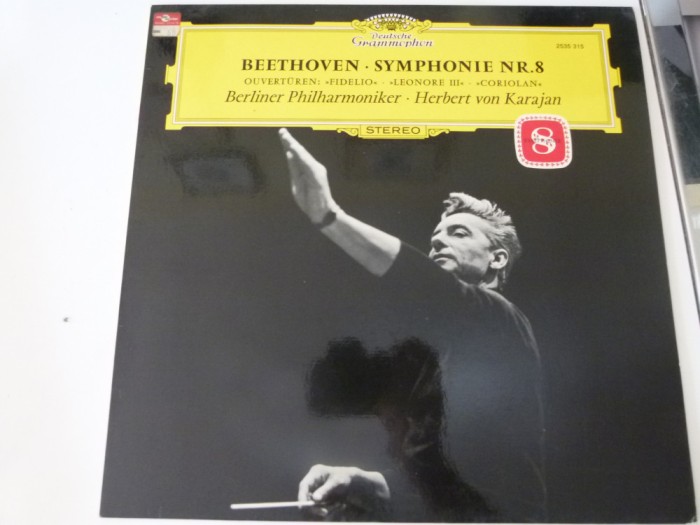 Deutsche
Grammophon
2535 315
BEETHOVEN · SYMPHONIE NR.8
OUVERTÜREN: »FIDELIO« · »LEONORE III« · »CORIOLAN«
Berliner Philharmoniker · Herbert von Karajan
STEREO
8